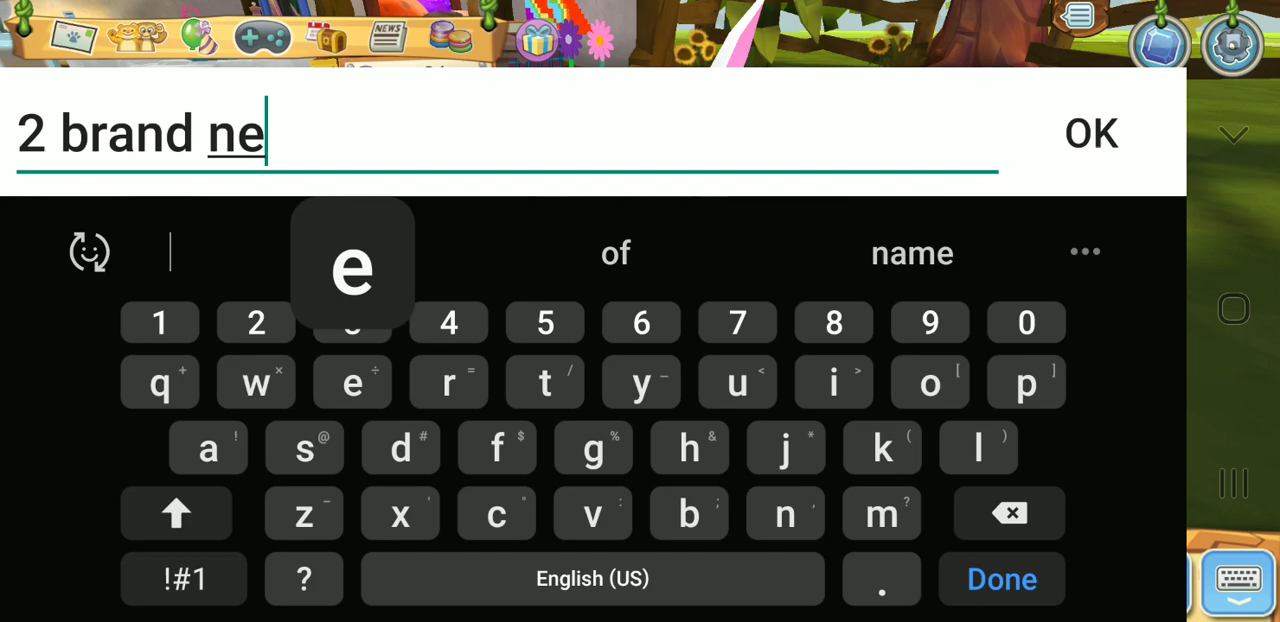 NEWS
2 brand ne
OK
e of name
1 2 4 5 6 7 8 9 0
q + w × e ÷ r = t / y _ u < i > o [ p ]
a ! s @ d # f $ g % h & j * k ( l )
z - x ' c " v : b ; n , m ?
!#1 ? English (US) . Done